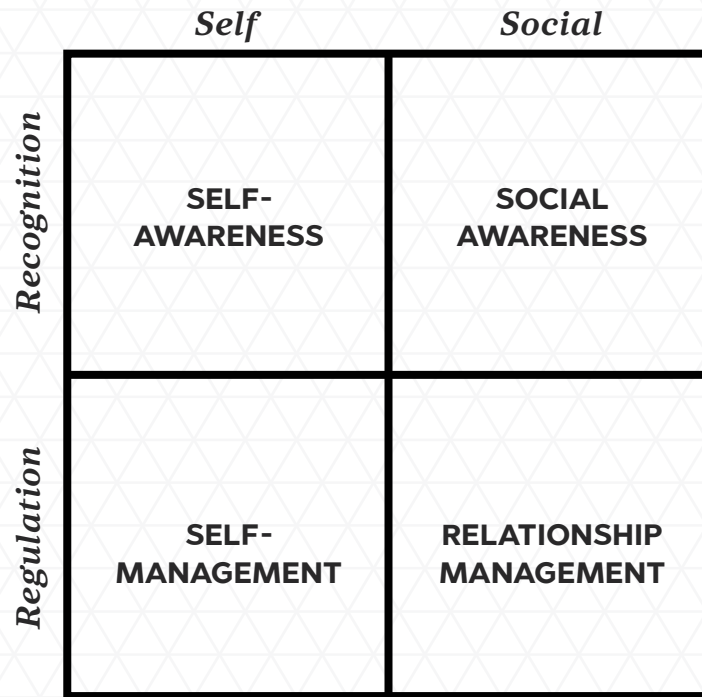 Self
Social
Recognition
SELF-
AWARENESS
SOCIAL
AWARENESS
Regulation
SELF-
MANAGEMENT
RELATIONSHIP
MANAGEMENT